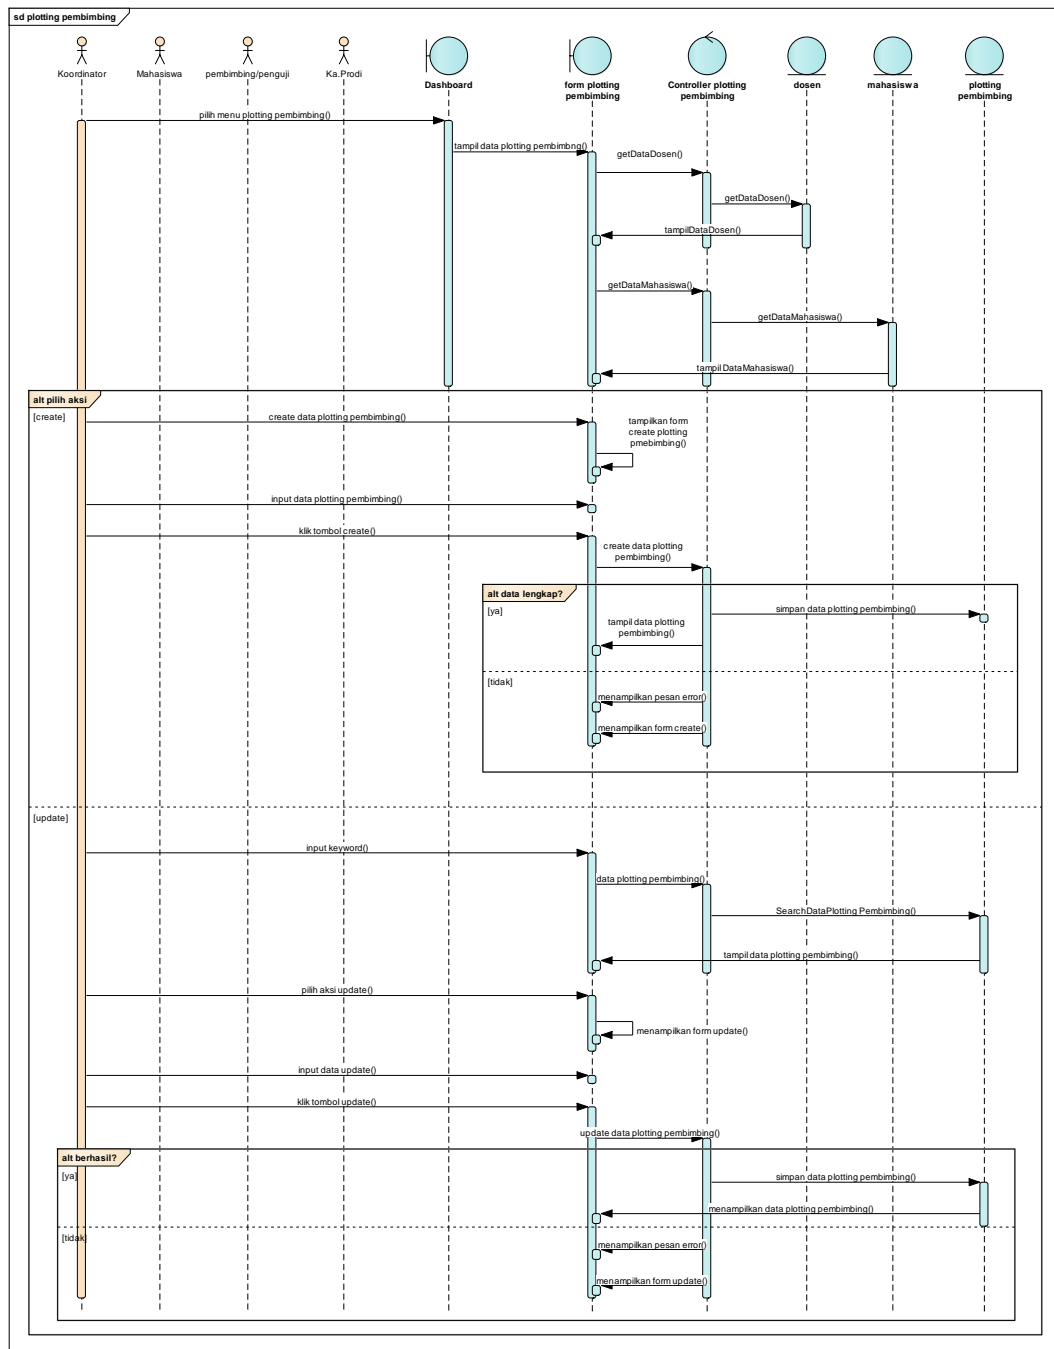 sd plotting pembimbing
Koordinator
Mahasiswa
pembimbing/penguji
Ka.Prodi
Dashboard
form plotting
pembimbing
Controller plotting
pembimbing
dosen
mahasiswa
plotting
pembimbing
pilih menu plotting pembimbing()
tampil data plotting pembimbng()
getDataDosen()
getDataDosen()
tampilDataDosen()
getDataMahasiswa()
getDataMahasiswa()
tampil DataMahasiswa()
alt pilih aksi
[create]
create data plotting pembimbing()
tampilkan form
create plotting
pmebimbing()
input data plotting pembimbing()
klik tombol create()
create data plotting
pembimbing()
alt data lengkap?
[ya]
simpan data plotting pembimbing()
tampil data plotting
pembimbing()
[tidak]
menampilkan pesan error()
menampilkan form create()
[update]
input keyword()
data plotting pembimbing()
SearchDataPlotting Pembimbing()
tampil data plotting pembimbing()
pilih aksi update()
menampilkan form update()
input data update()
klik tombol update()
update data plotting pembimbing()
alt berhasil?
[ya]
simpan data plotting pembimbing()
menampilkan data plotting pembimbing()
[tidak]
menampilkan pesan error()
menampilkan form update()